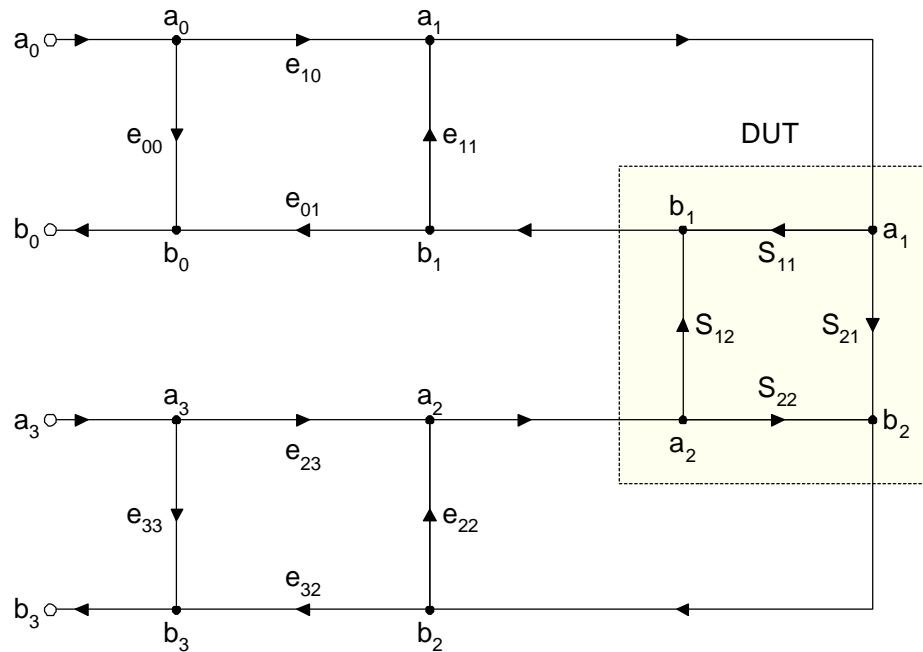 a₀ a₁
a₀
e₁₀
DUT
e₀₀ e₁₁
e₀₁ b₁
b₀ a₁
b₀ b₁ S₁₁
S₁₂ S₂₁
a₃ a₂ S₂₂
a₃ b₂
e₂₃ a₂
e₃₃ e₂₂
e₃₂
b₃
b₃ b₂